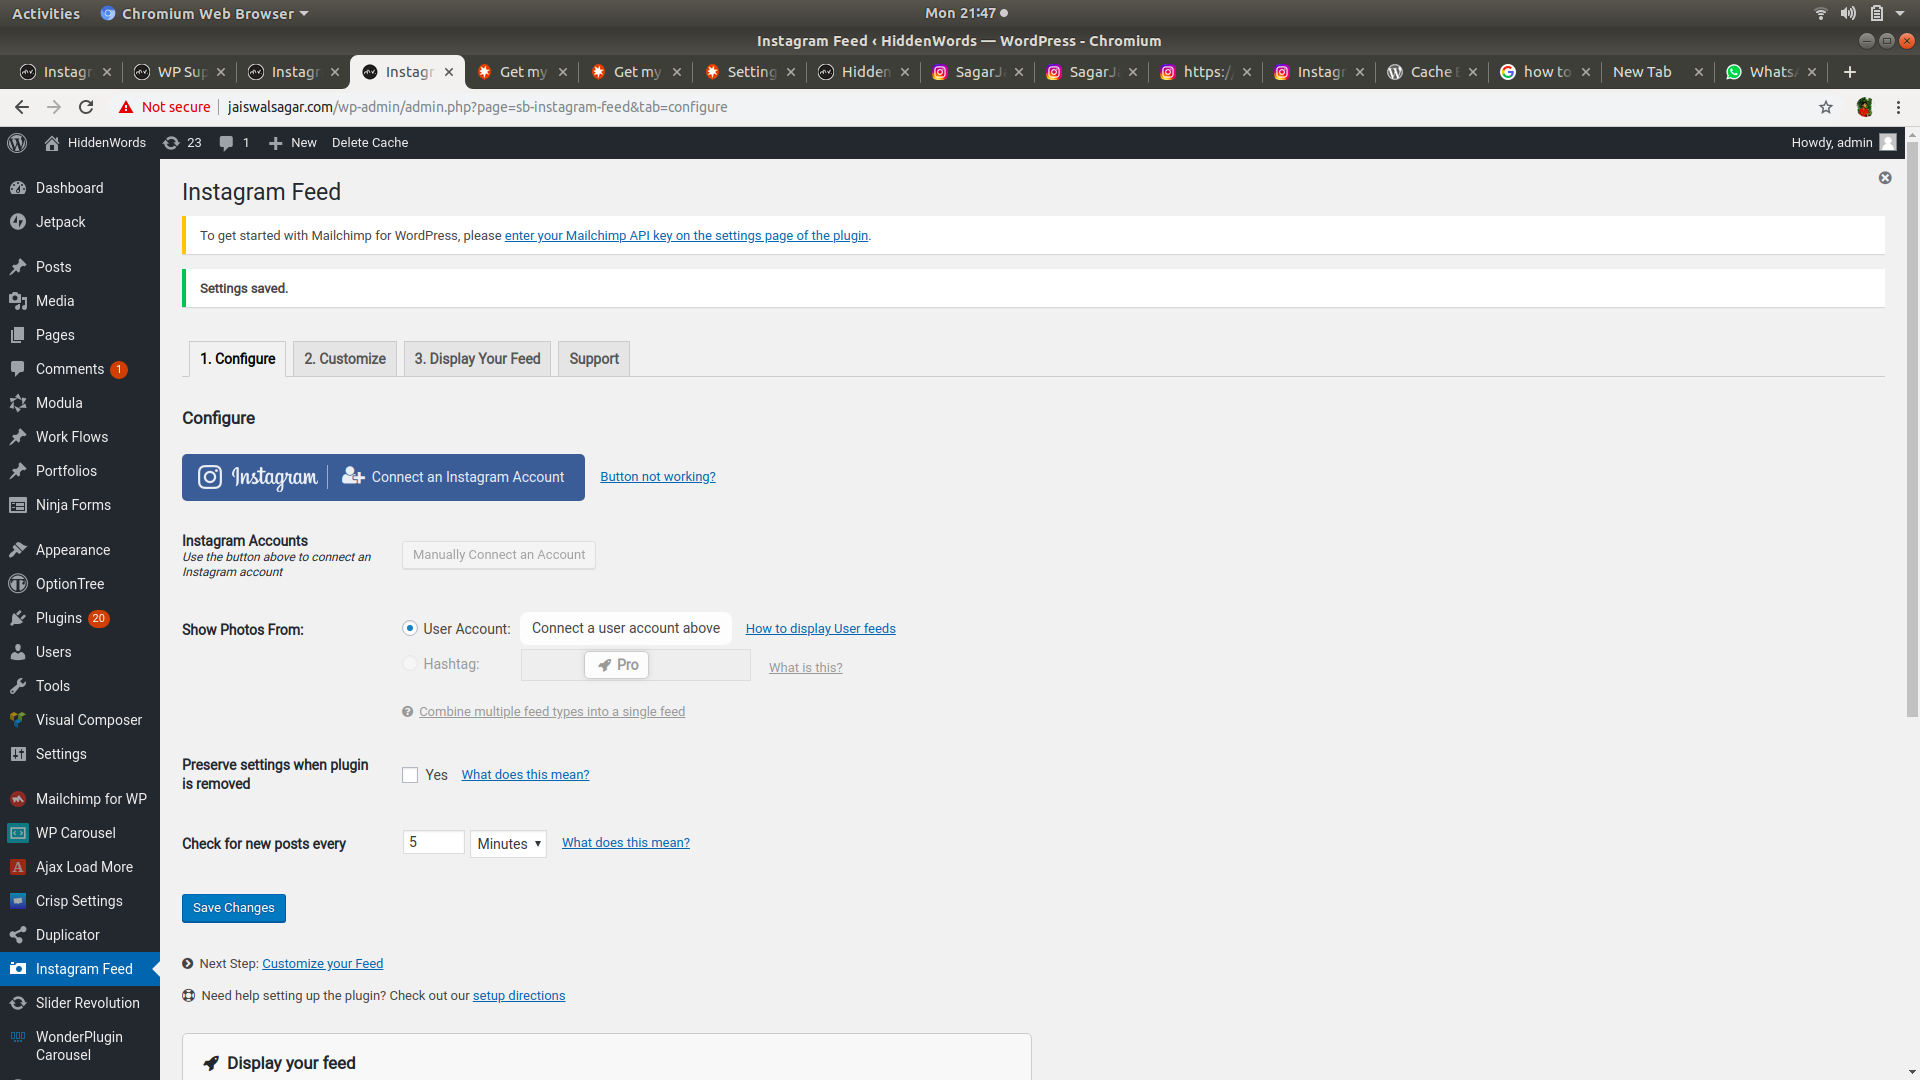 Activities
Chromium Web Browser
Mon 21:47
Instagram Feed ‹ HiddenWords — WordPress - Chromium
Instagr
WP Sup
Instagr
Instagr
Get my
Get my
Setting
Hidden
SagarJa
SagarJa
https:/
Instagr
Cache E
how to
New Tab
WhatsA
Not secure
jaiswalsagar.com/wp-admin/admin.php?page=sb-instagram-feed&tab=configure
HiddenWords
23
1
New
Delete Cache
Howdy, admin
Dashboard
Jetpack
Posts
Media
Pages
Comments 1
Modula
Work Flows
Portfolios
Ninja Forms
Appearance
OptionTree
Plugins 20
Users
Tools
Visual Composer
Settings
Mailchimp for WP
WP Carousel
Ajax Load More
Crisp Settings
Duplicator
Instagram Feed
Slider Revolution
WonderPlugin
Carousel
Instagram Feed
To get started with Mailchimp for WordPress, please enter your Mailchimp API key on the settings page of the plugin.
Settings saved.
1. Configure
2. Customize
3. Display Your Feed
Support
Configure
Instagram
Connect an Instagram Account
Button not working?
Instagram Accounts
Use the button above to connect an
Instagram account
Manually Connect an Account
Show Photos From:
User Account:
Connect a user account above
How to display User feeds
Hashtag:
Pro
What is this?
Combine multiple feed types into a single feed
Preserve settings when plugin
is removed
Yes
What does this mean?
Check for new posts every
5
Minutes
What does this mean?
Save Changes
Next Step: Customize your Feed
Need help setting up the plugin? Check out our setup directions
Display your feed